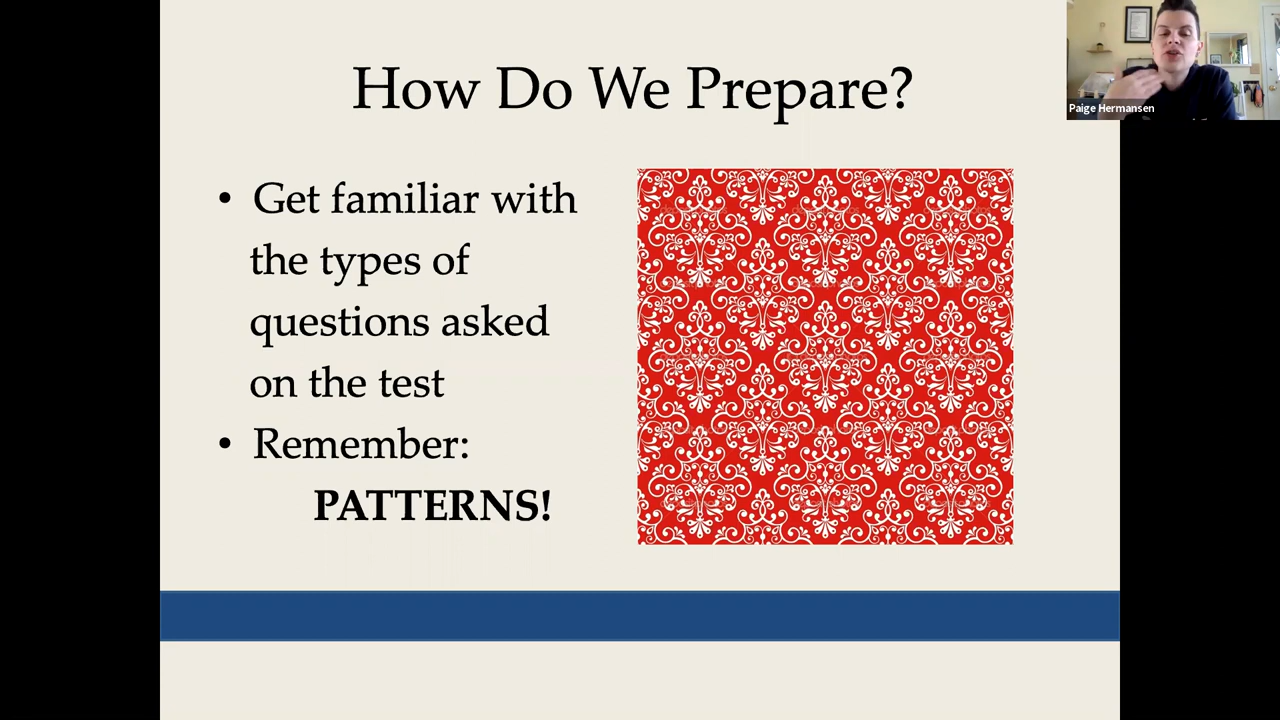 How Do We Prepare?
• Get familiar with
the types of
questions asked
on the test
• Remember:
PATTERNS!
Paige Hermansen